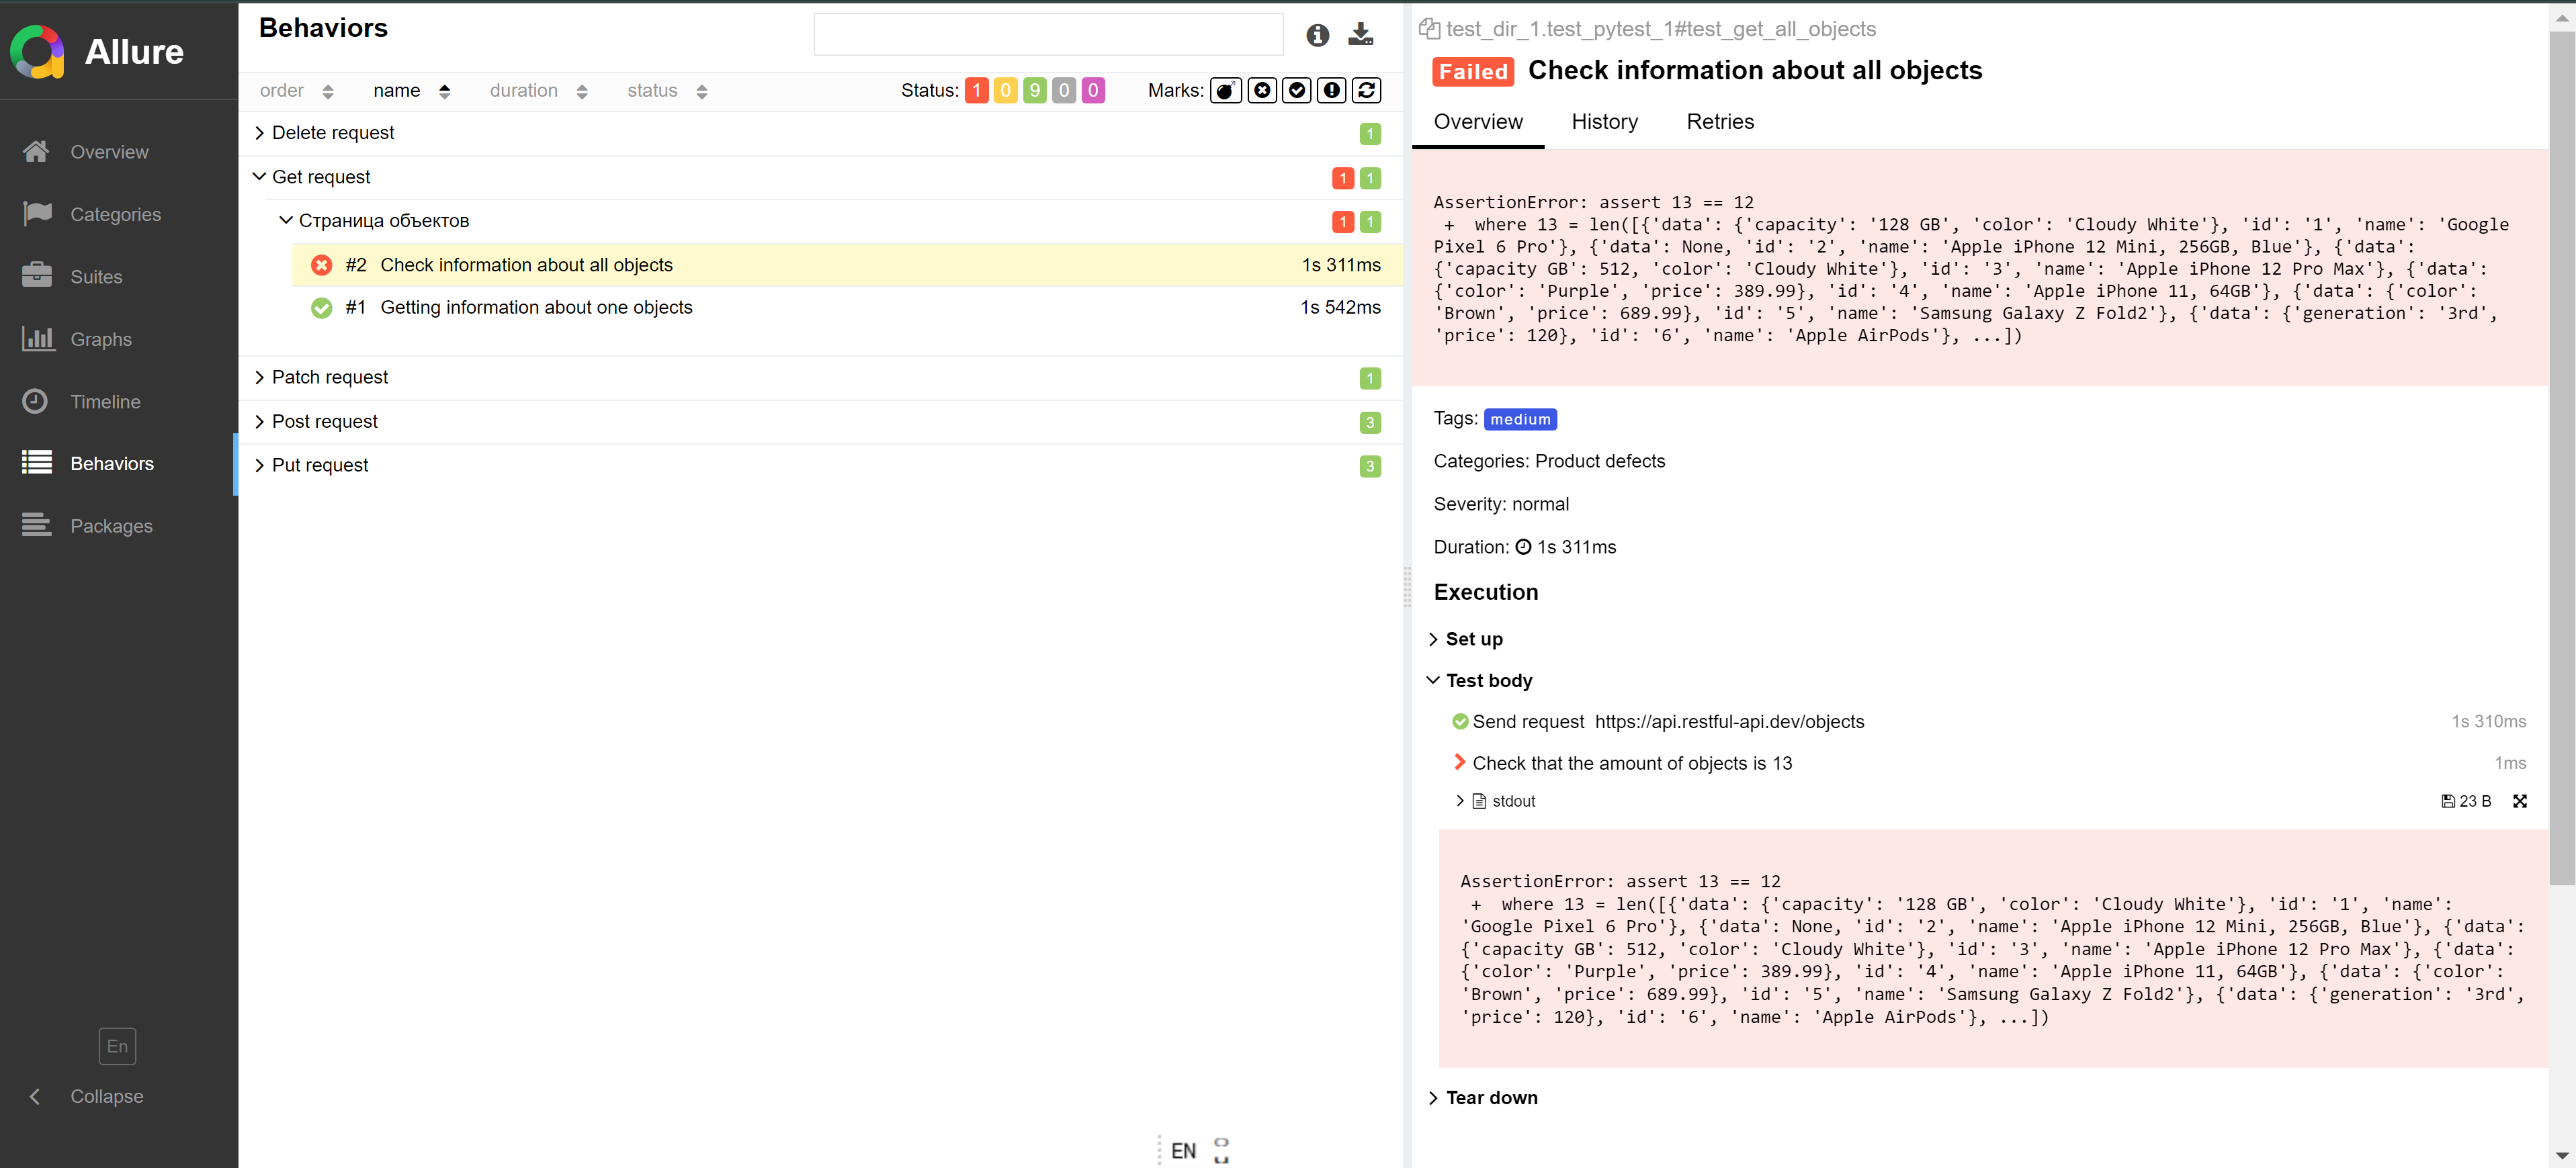 Allure
Overview
Categories
Suites
Graphs
Timeline
Behaviors
Packages
En
Collapse
Behaviors
order name duration status Status: 1 0 9 0 0 Marks:
Delete request 1
Get request 1 1
Страница объектов 1 1
#2 Check information about all objects 1s 311ms
#1 Getting information about one objects 1s 542ms
Patch request 1
Post request 3
Put request 3
EN
test_dir_1.test_pytest_1#test_get_all_objects
Failed Check information about all objects
Overview History Retries
AssertionError: assert 13 == 12
+ where 13 = len([{'data': {'capacity': '128 GB', 'color': 'Cloudy White'}, 'id': '1', 'name': 'Google
Pixel 6 Pro'}, {'data': None, 'id': '2', 'name': 'Apple iPhone 12 Mini, 256GB, Blue'}, {'data':
{'capacity GB': 512, 'color': 'Cloudy White'}, 'id': '3', 'name': 'Apple iPhone 12 Pro Max'}, {'data':
{'color': 'Purple', 'price': 389.99}, 'id': '4', 'name': 'Apple iPhone 11, 64GB'}, {'data': {'color':
'Brown', 'price': 689.99}, 'id': '5', 'name': 'Samsung Galaxy Z Fold2'}, {'data': {'generation': '3rd',
'price': 120}, 'id': '6', 'name': 'Apple AirPods'}, ...])
Tags: medium
Categories: Product defects
Severity: normal
Duration: 1s 311ms
Execution
Set up
Test body
Send request https://api.restful-api.dev/objects 1s 310ms
Check that the amount of objects is 13 1ms
stdout 23 B
AssertionError: assert 13 == 12
+ where 13 = len([{'data': {'capacity': '128 GB', 'color': 'Cloudy White'}, 'id': '1', 'name':
'Google Pixel 6 Pro'}, {'data': None, 'id': '2', 'name': 'Apple iPhone 12 Mini, 256GB, Blue'}, {'data':
{'capacity GB': 512, 'color': 'Cloudy White'}, 'id': '3', 'name': 'Apple iPhone 12 Pro Max'}, {'data':
{'color': 'Purple', 'price': 389.99}, 'id': '4', 'name': 'Apple iPhone 11, 64GB'}, {'data': {'color':
'Brown', 'price': 689.99}, 'id': '5', 'name': 'Samsung Galaxy Z Fold2'}, {'data': {'generation': '3rd',
'price': 120}, 'id': '6', 'name': 'Apple AirPods'}, ...])
Tear down